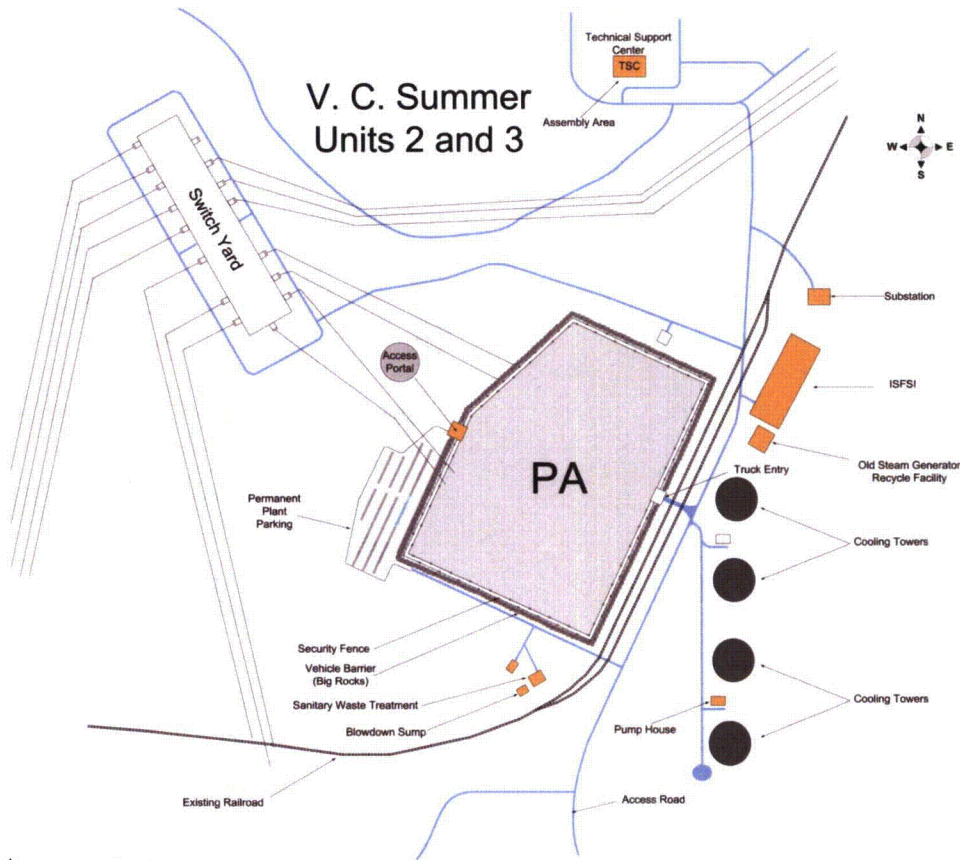 Technical Support
Center
TSC
Assembly Area
V. C. Summer
Units 2 and 3
N
W
E
S
Switch Yard
Substation
Access
Portal
ISFSI
PA
Truck Entry
Old Steam Generator
Recycle Facility
Permanent
Plant
Parking
Cooling Towers
Security Fence
Vehicle Barrier
(Big Rocks)
Sanitary Waste Treatment
Blowdown Sump
Pump House
Cooling Towers
Existing Railroad
Access Road